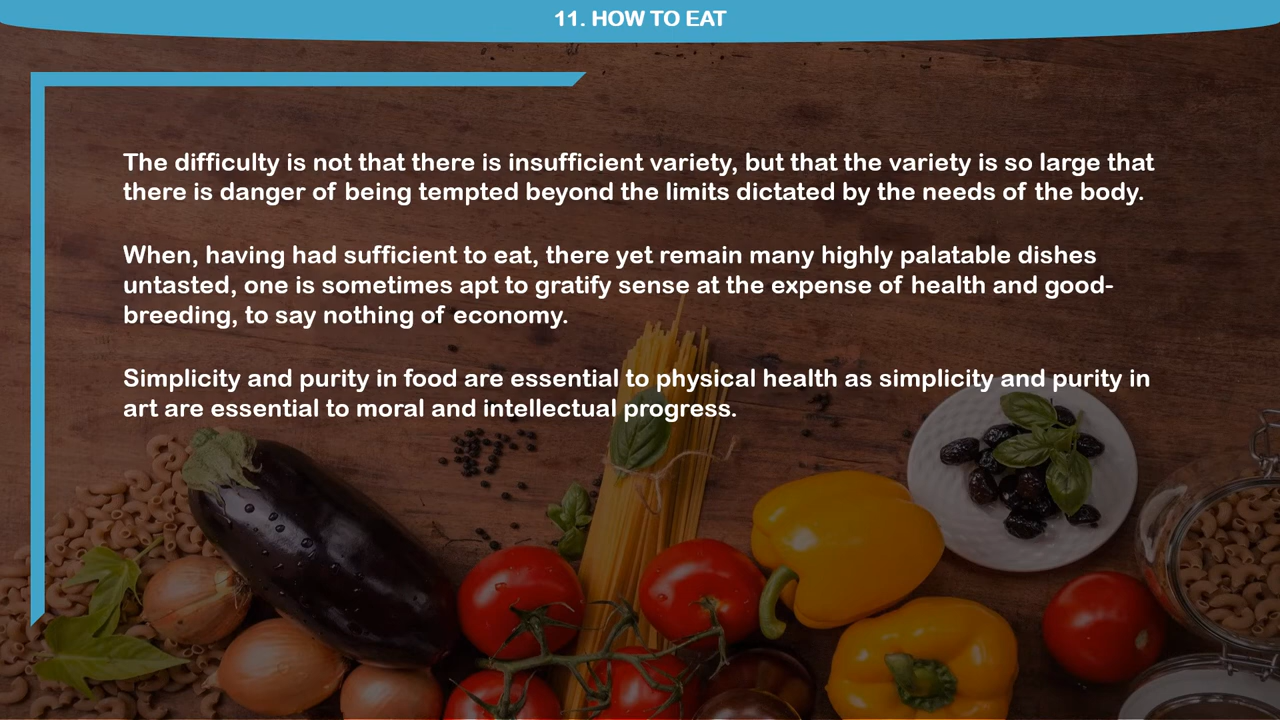 11. HOW TO EAT
The difficulty is not that there is insufficient variety, but that the variety is so large that
there is danger of being tempted beyond the limits dictated by the needs of the body.
When, having had sufficient to eat, there yet remain many highly palatable dishes
untasted, one is sometimes apt to gratify sense at the expense of health and good-
breeding, to say nothing of economy.
Simplicity and purity in food are essential to physical health as simplicity and purity in
art are essential to moral and intellectual progress.